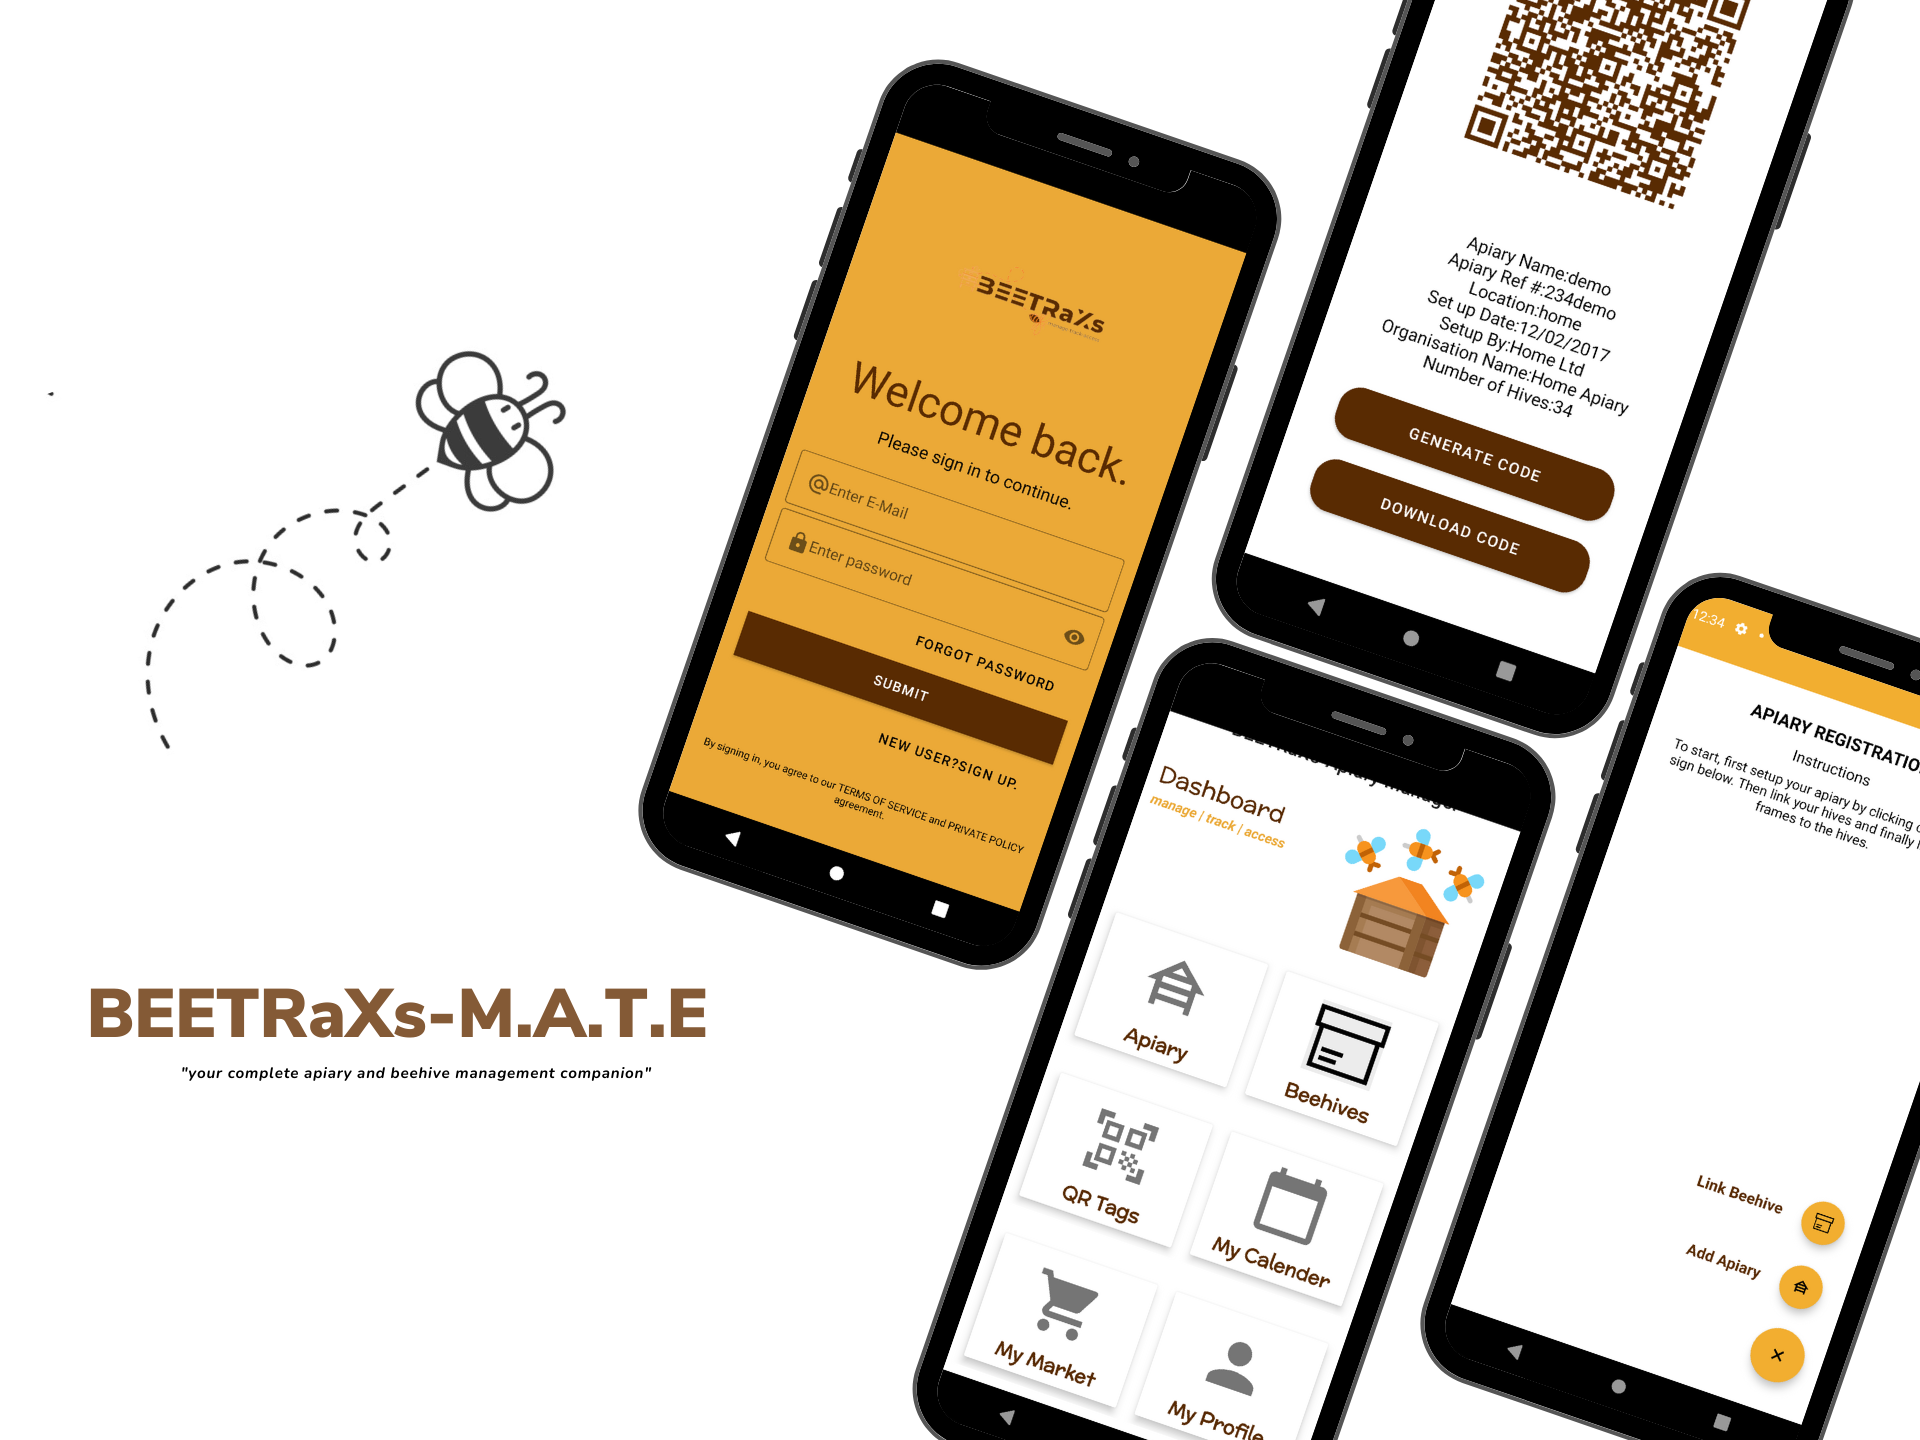 BEETRaXs-M.A.T.E
"your complete apiary and beehive management companion"
BEETRaXs
Welcome back.
Please sign in to continue.
@Enter E-Mail
Enter password
FORGOT PASSWORD
SUBMIT
NEW USER?SIGN UP.
By signing in, you agree to our TERMS OF SERVICE and PRIVATE POLICY
agreement.
Apiary Name:demo
Apiary Ref #:234demo
Location:home
Set up Date:12/02/2017
Setup By:Home Ltd
Organisation Name:Home Apiary
Number of Hives:34
GENERATE CODE
DOWNLOAD CODE
Dashboard
manage / track / access
Apiary
Beehives
QR Tags
My Calender
My Market
My Profile
12:34
APIARY REGISTRATIO
Instructions
To start, first setup your apiary by clicking
sign below. Then link your hives and finally
frames to the hives.
Link Beehive
Add Apiary